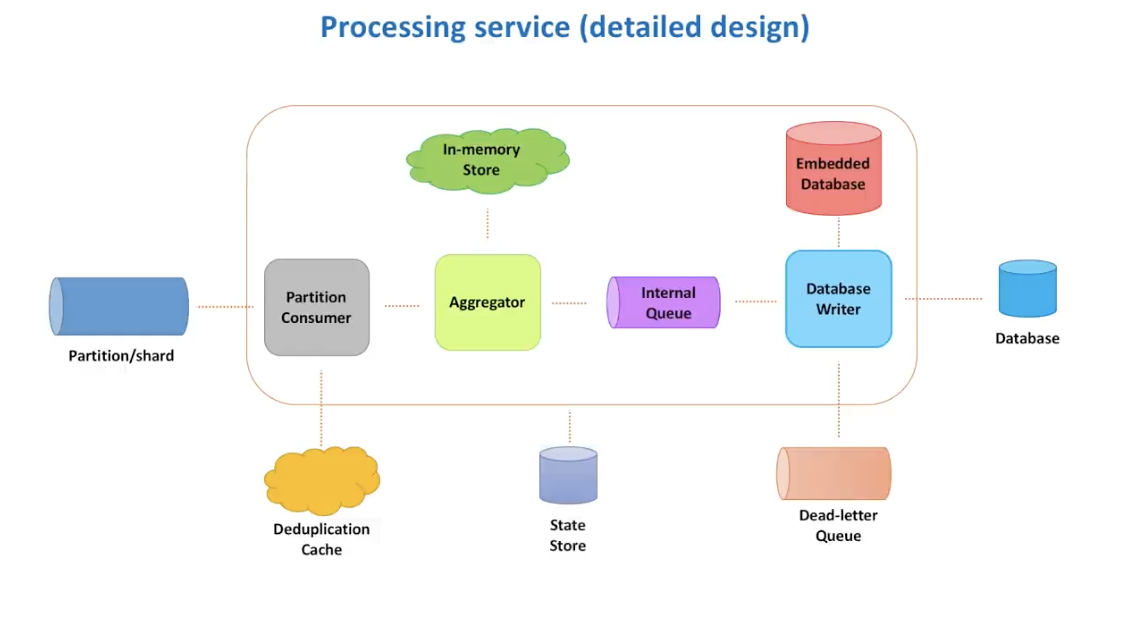 Processing service (detailed design)
In-memory
Store
Embedded
Database
Partition
Consumer
Aggregator
Internal
Queue
Database
Writer
Partition/shard
Database
Deduplication
Cache
State
Store
Dead-letter
Queue